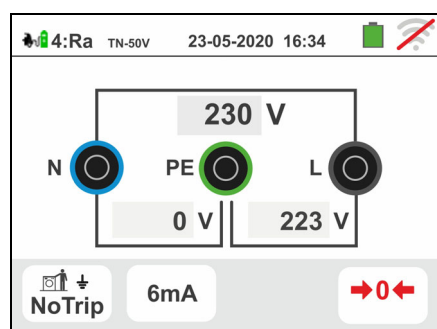 4:Ra TN-50V 23-05-2020 16:34
230 V
N PE L
0 V 223 V
NoTrip 6mA ➔0←